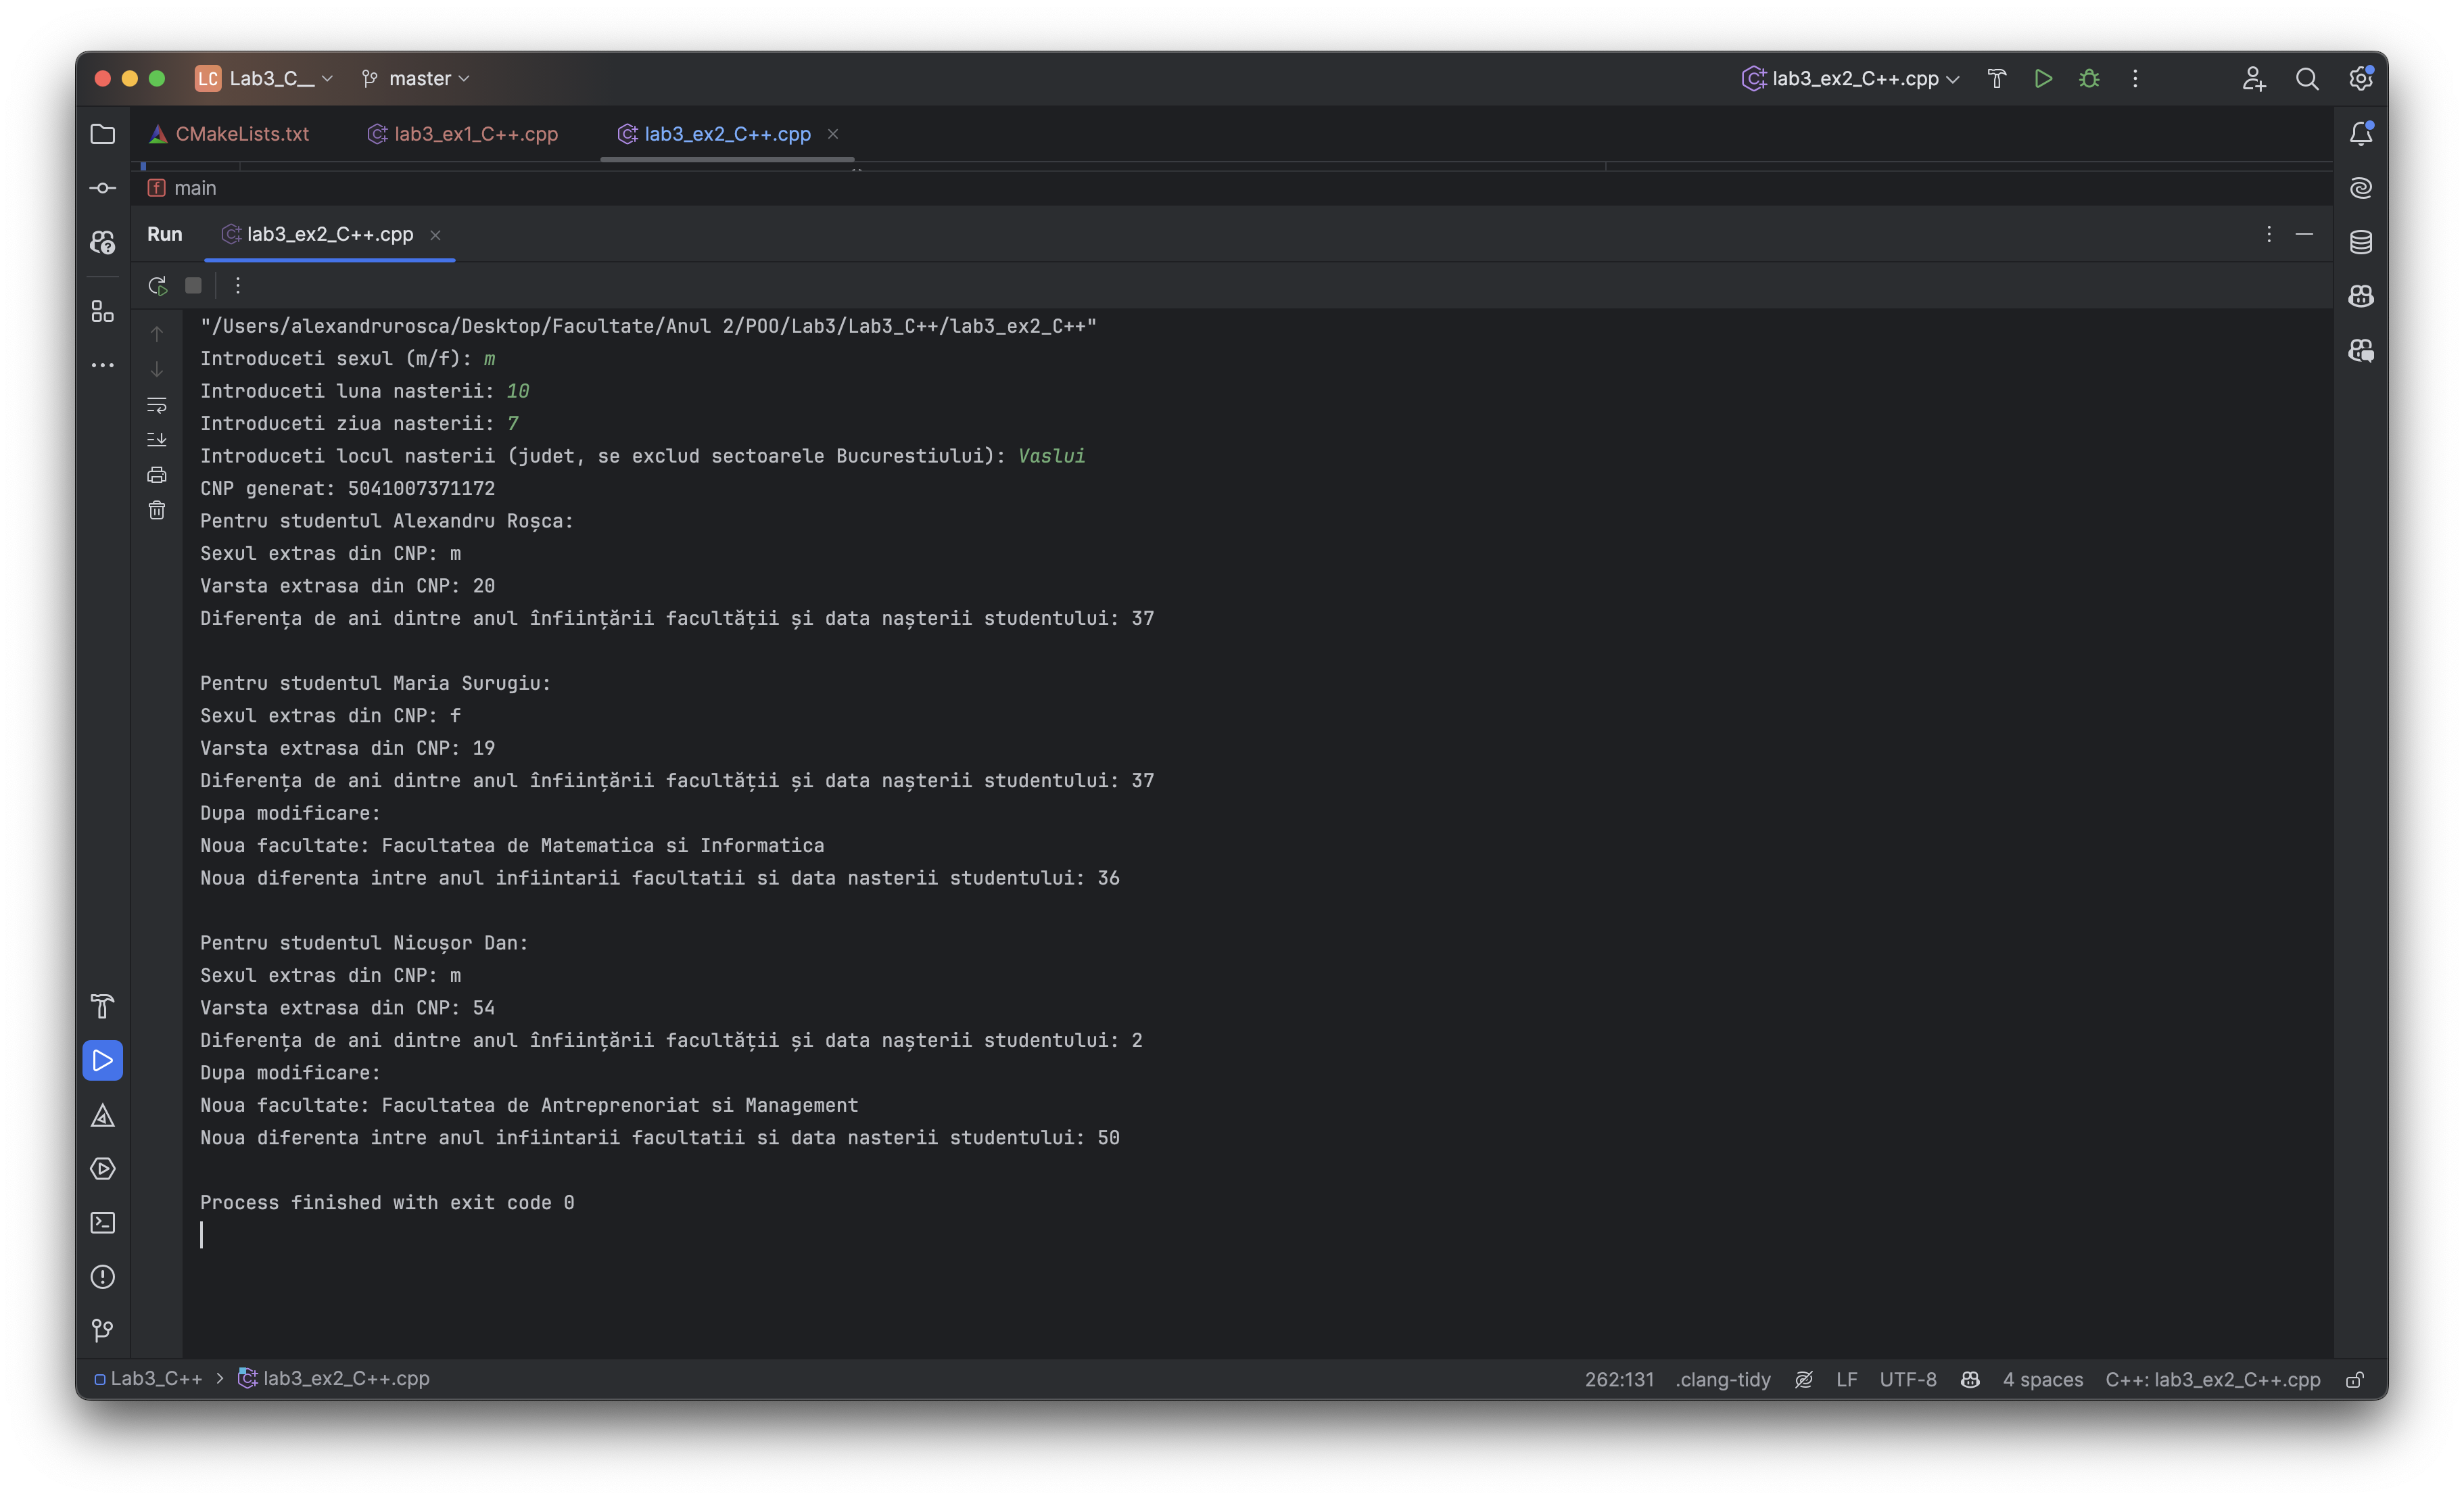 LC Lab3_C__ master lab3_ex2_C++.cpp
CMakeLists.txt lab3_ex1_C++.cpp lab3_ex2_C++.cpp
f main
Run lab3_ex2_C++.cpp
"/Users/alexandrurosca/Desktop/Facultate/Anul 2/POO/Lab3/Lab3_C++/lab3_ex2_C++"
Introduceti sexul (m/f): m
Introduceti luna nasterii: 10
Introduceti ziua nasterii: 7
Introduceti locul nasterii (judet, se exclud sectoarele Bucurestiului): Vaslui
CNP generat: 5041007371172
Pentru studentul Alexandru Roșca:
Sexul extras din CNP: m
Varsta extrasa din CNP: 20
Diferența de ani dintre anul înființării facultății și data nașterii studentului: 37
Pentru studentul Maria Surugiu:
Sexul extras din CNP: f
Varsta extrasa din CNP: 19
Diferența de ani dintre anul înființării facultății și data nașterii studentului: 37
Dupa modificare:
Noua facultate: Facultatea de Matematica si Informatica
Noua diferenta intre anul infiintarii facultatii si data nasterii studentului: 36
Pentru studentul Nicușor Dan:
Sexul extras din CNP: m
Varsta extrasa din CNP: 54
Diferența de ani dintre anul înființării facultății și data nașterii studentului: 2
Dupa modificare:
Noua facultate: Facultatea de Antreprenoriat si Management
Noua diferenta intre anul infiintarii facultatii si data nasterii studentului: 50
Process finished with exit code 0
Lab3_C++ > lab3_ex2_C++.cpp 262:131 .clang-tidy LF UTF-8 4 spaces C++: lab3_ex2_C++.cpp